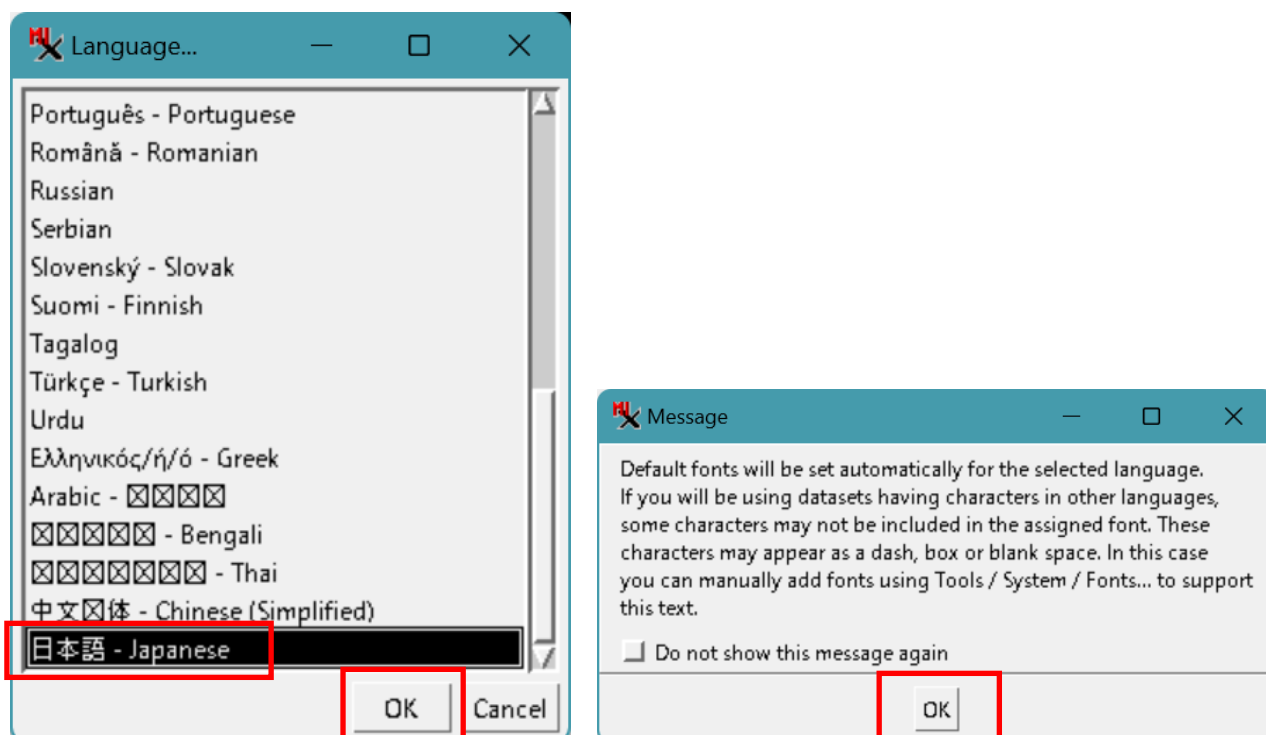 Language...
Português - Portuguese
Română - Romanian
Russian
Serbian
Slovenský - Slovak
Suomi - Finnish
Tagalog
Türkçe - Turkish
Urdu
Ελληνικός/ή/ό - Greek
Arabic - ☒☒☒☒
☒☒☒☒☒ - Bengali
☒☒☒☒☒☒☒ - Thai
中文☒体 - Chinese (Simplified)
日本語 - Japanese
OK Cancel
Message
Default fonts will be set automatically for the selected language.
If you will be using datasets having characters in other languages,
some characters may not be included in the assigned font. These
characters may appear as a dash, box or blank space. In this case
you can manually add fonts using Tools / System / Fonts... to support
this text.
Do not show this message again
OK